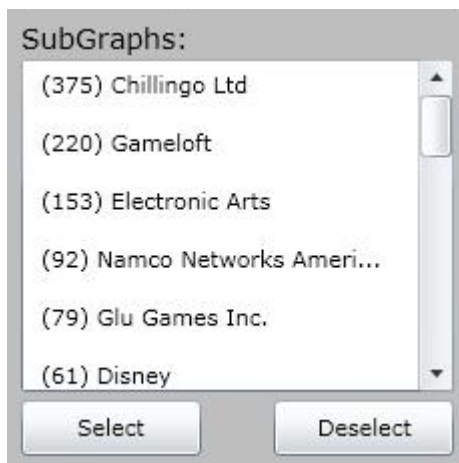 SubGraphs:
(375) Chillingo Ltd
(220) Gameloft
(153) Electronic Arts
(92) Namco Networks Ameri...
(79) Glu Games Inc.
(61) Disney
Select Deselect